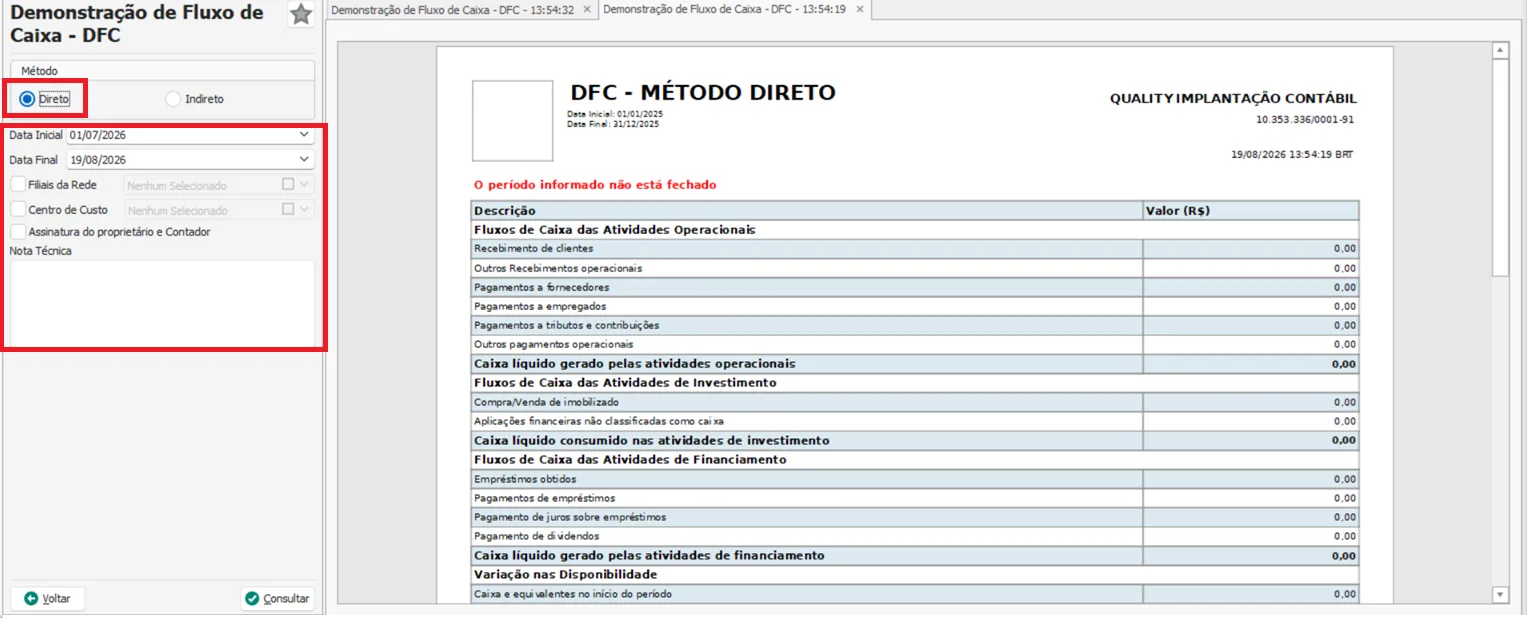 Demonstração de Fluxo de
Caixa - DFC
Método
Direto
Indireto
Data Inicial 01/07/2026
Data Final 19/08/2026
Filiais da Rede Nenhum Selecionado
Centro de Custo Nenhum Selecionado
Assinatura do proprietário e Contador
Nota Técnica
Voltar
Consultar
Demonstração de Fluxo de Caixa - DFC - 13:54:32 ×
Demonstração de Fluxo de Caixa - DFC - 13:54:19 ×
DFC - MÉTODO DIRETO
Data Inicial: 01/01/2025
Data Final: 31/12/2025
QUALITY IMPLANTAÇÃO CONTÁBIL
10.353.336/0001-91
19/08/2026 13:54:19 BRT
O período informado não está fechado
Descrição Valor (R$)
Fluxos de Caixa das Atividades Operacionais
Recebimento de clientes 0,00
Outros Recebimentos operacionais 0,00
Pagamentos a fornecedores 0,00
Pagamentos a empregados 0,00
Pagamentos a tributos e contribuições 0,00
Outros pagamentos operacionais 0,00
Caixa líquido gerado pelas atividades operacionais 0,00
Fluxos de Caixa das Atividades de Investimento
Compra/Venda de imobilizado 0,00
Aplicações financeiras não classificadas como caixa 0,00
Caixa líquido consumido nas atividades de investimento 0,00
Fluxos de Caixa das Atividades de Financiamento
Empréstimos obtidos 0,00
Pagamentos de empréstimos 0,00
Pagamento de juros sobre empréstimos 0,00
Pagamento de dividendos 0,00
Caixa líquido gerado pelas atividades de financiamento 0,00
Variação nas Disponibilidade
Caixa e equivalentes no início do período 0,00